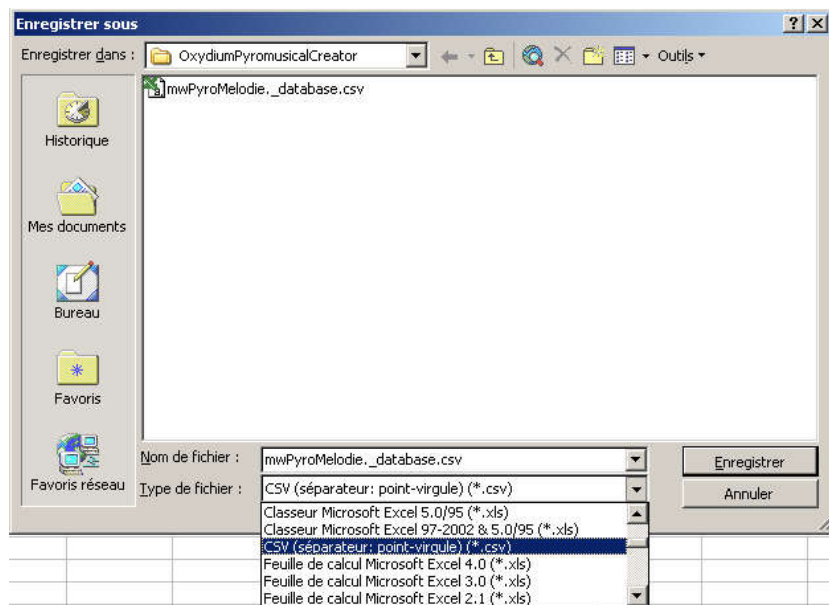 Enregistrer sous
Enregistrer dans :
OxydiumPyromusicalCreator
Outils
mwPyroMelodie._database.csv
Historique
Mes documents
Bureau
Favoris
Favoris réseau
Nom de fichier :
mwPyroMelodie._database.csv
Enregistrer
Type de fichier :
CSV (séparateur: point-virgule) (*.csv)
Annuler
Classeur Microsoft Excel 5.0/95 (*.xls)
Classeur Microsoft Excel 97-2002 & 5.0/95 (*.xls)
CSV (séparateur: point-virgule) (*.csv)
Feuille de calcul Microsoft Excel 4.0 (*.xls)
Feuille de calcul Microsoft Excel 3.0 (*.xls)
Feuille de calcul Microsoft Excel 2.1 (*.xls)